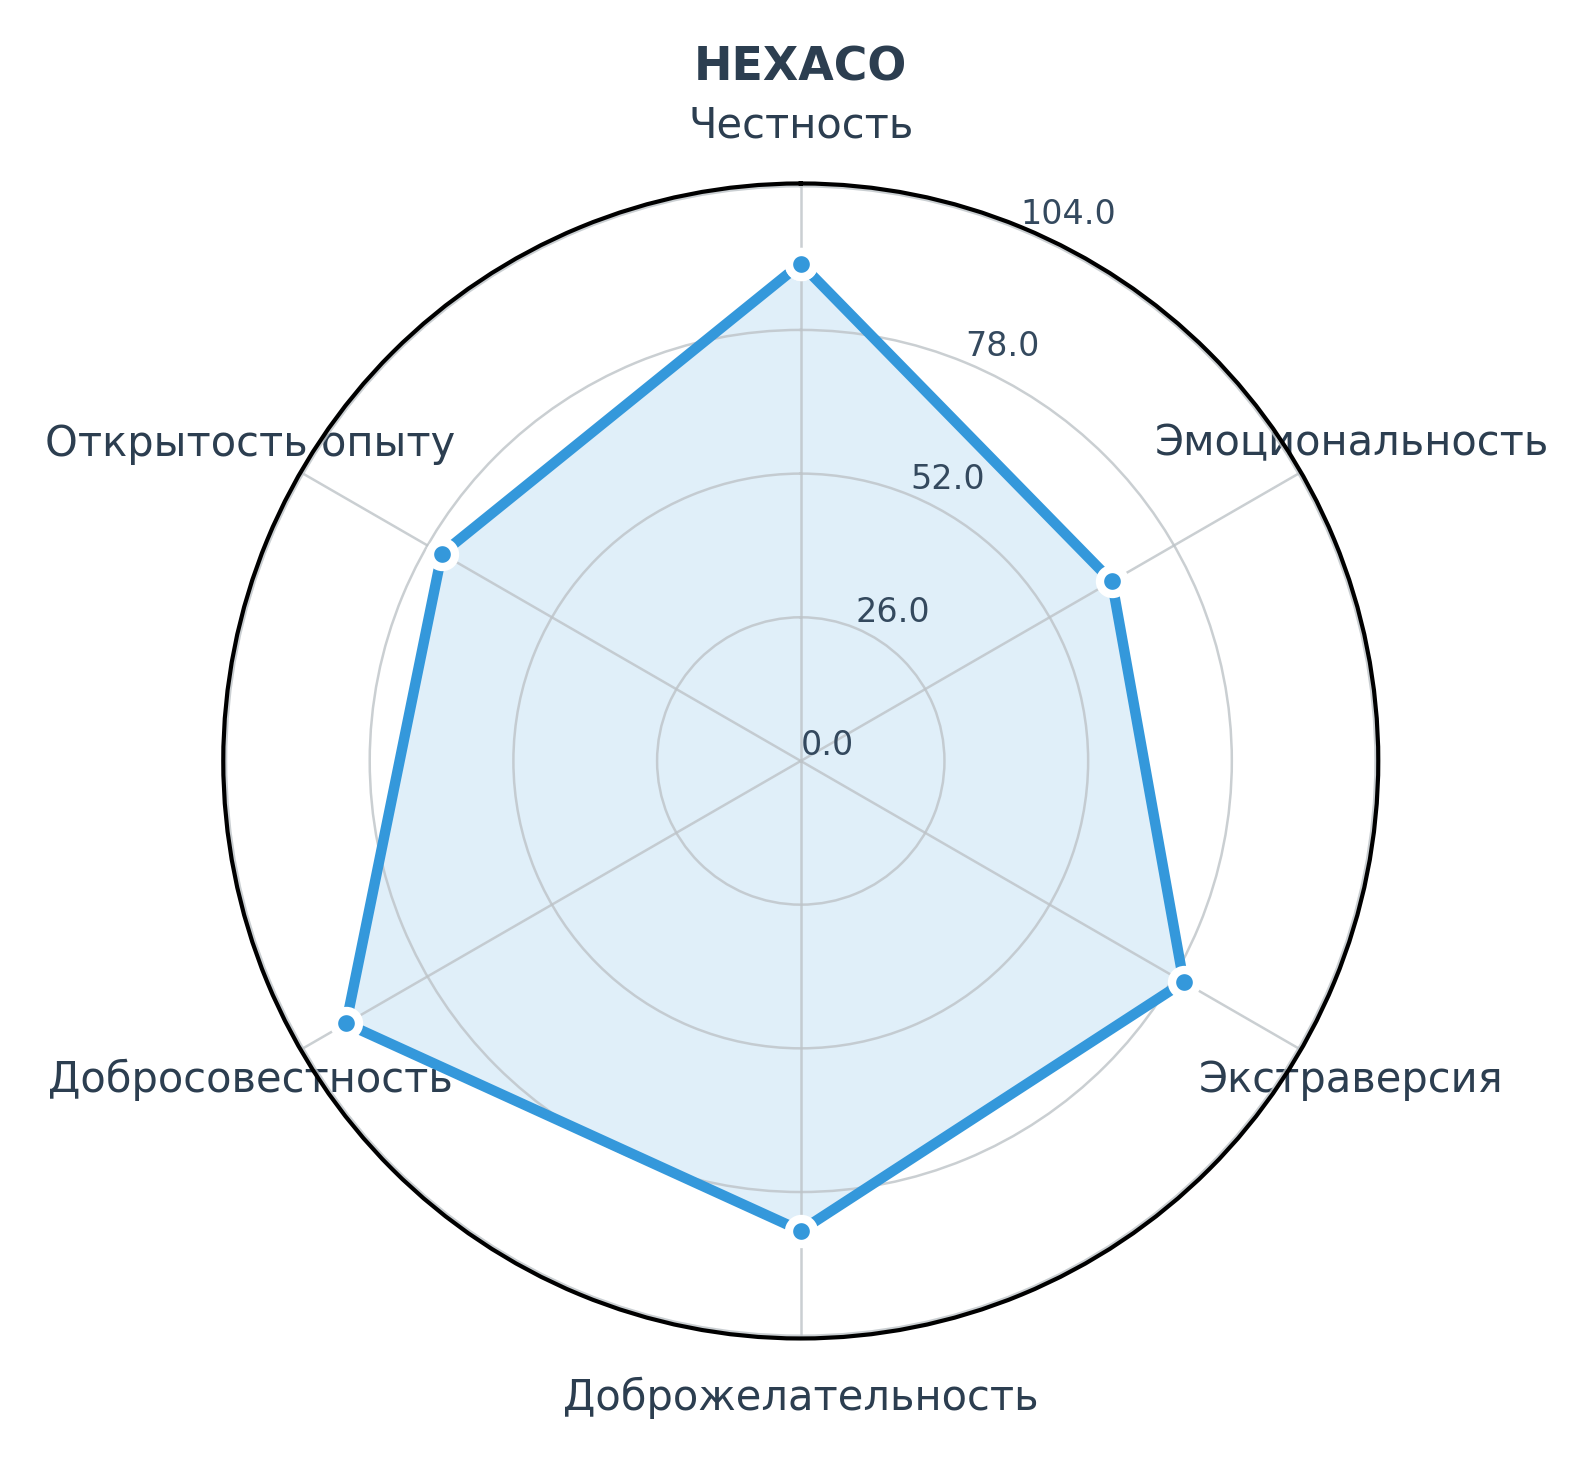 HEXACO
Честность
104.0
78.0
Открытость опыту
Эмоциональность
52.0
26.0
0.0
Добросовестность
Экстраверсия
Доброжелательность